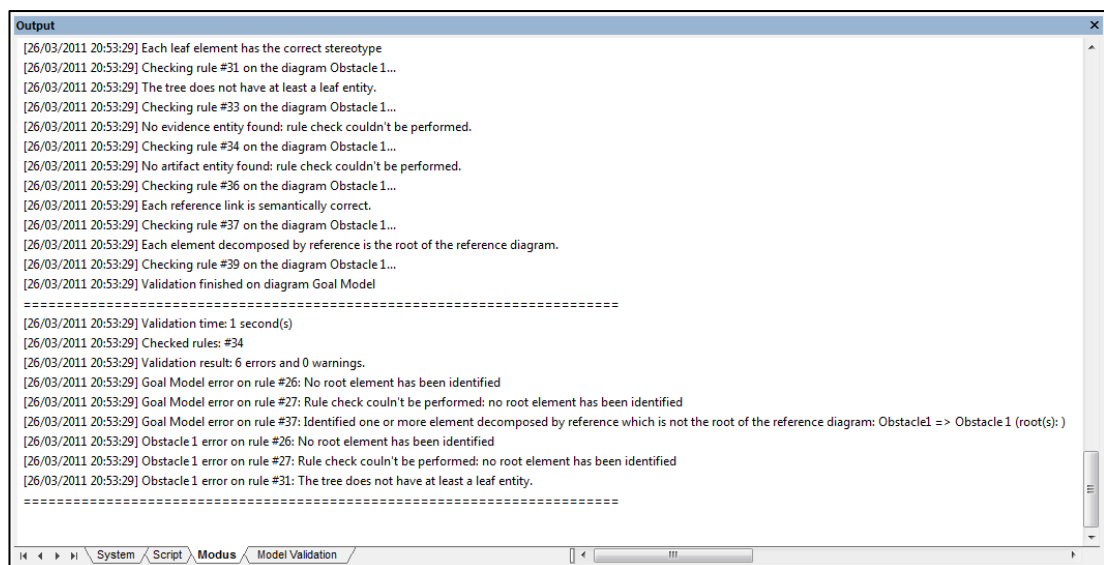 Output
[26/03/2011 20:53:29] Each leaf element has the correct stereotype
[26/03/2011 20:53:29] Checking rule #31 on the diagram Obstacle 1...
[26/03/2011 20:53:29] The tree does not have at least a leaf entity.
[26/03/2011 20:53:29] Checking rule #33 on the diagram Obstacle 1...
[26/03/2011 20:53:29] No evidence entity found: rule check couldn't be performed.
[26/03/2011 20:53:29] Checking rule #34 on the diagram Obstacle 1...
[26/03/2011 20:53:29] No artifact entity found: rule check couldn't be performed.
[26/03/2011 20:53:29] Checking rule #36 on the diagram Obstacle 1...
[26/03/2011 20:53:29] Each reference link is semantically correct.
[26/03/2011 20:53:29] Checking rule #37 on the diagram Obstacle 1...
[26/03/2011 20:53:29] Each element decomposed by reference is the root of the reference diagram.
[26/03/2011 20:53:29] Checking rule #39 on the diagram Obstacle 1...
[26/03/2011 20:53:29] Validation finished on diagram Goal Model
========================================================================
[26/03/2011 20:53:29] Validation time: 1 second(s)
[26/03/2011 20:53:29] Checked rules: #34
[26/03/2011 20:53:29] Validation result: 6 errors and 0 warnings.
[26/03/2011 20:53:29] Goal Model error on rule #26: No root element has been identified
[26/03/2011 20:53:29] Goal Model error on rule #27: Rule check couln't be performed: no root element has been identified
[26/03/2011 20:53:29] Goal Model error on rule #37: Identified one or more element decomposed by reference which is not the root of the reference diagram: Obstacle1 => Obstacle 1 (root(s): )
[26/03/2011 20:53:29] Obstacle 1 error on rule #26: No root element has been identified
[26/03/2011 20:53:29] Obstacle 1 error on rule #27: Rule check couln't be performed: no root element has been identified
[26/03/2011 20:53:29] Obstacle 1 error on rule #31: The tree does not have at least a leaf entity.
========================================================================
System Script Modus Model Validation